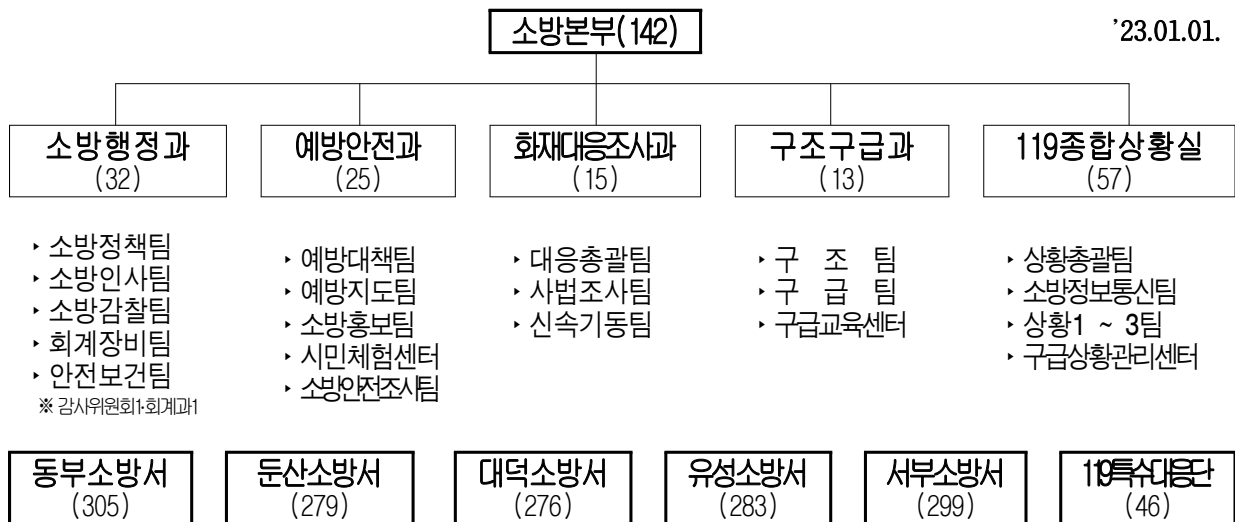 소방본부(142)
'23.01.01.
소방행정과
(32)
예방안전과
(25)
화재대응조사과
(15)
구조구급과
(13)
119종합상황실
(57)
‣ 소방정책팀
‣ 소방인사팀
‣ 소방감찰팀
‣ 회계장비팀
‣ 안전보건팀
※ 감사위원회1·회계과1
‣ 예방대책팀
‣ 예방지도팀
‣ 소방홍보팀
‣ 시민체험센터
‣ 소방안전조사팀
‣ 대응총괄팀
‣ 사법조사팀
‣ 신속기동팀
‣ 구 조 팀
‣ 구 급 팀
‣ 구급교육센터
‣ 상황총괄팀
‣ 소방정보통신팀
‣ 상황1 ~ 3팀
‣ 구급상황관리센터
동부소방서
(305)
둔산소방서
(279)
대덕소방서
(276)
유성소방서
(283)
서부소방서
(299)
119특수대응단
(46)